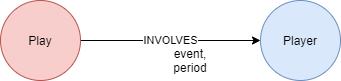 Play
INVOLVES
event,
period
Player